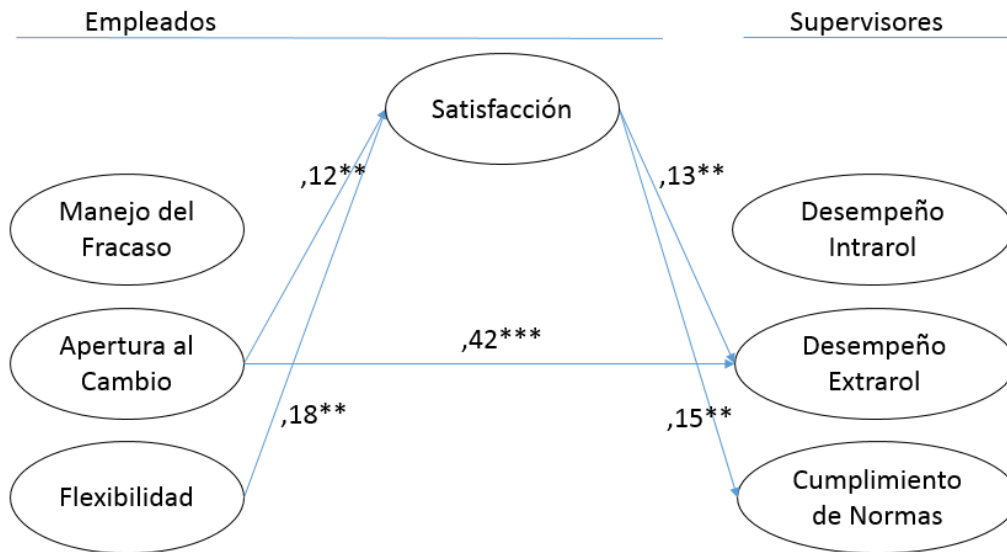 Empleados
Supervisores
Satisfacción
,12**
,13**
Manejo del
Fracaso
Desempeño
Intrarol
Apertura al
Cambio
,42***
Desempeño
Extrarol
,18**
,15**
Flexibilidad
Cumplimiento
de Normas